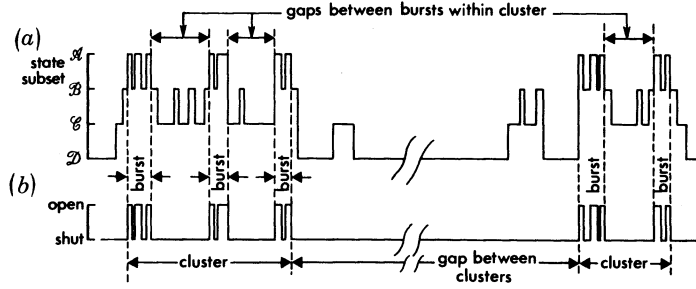 gaps between bursts within cluster
(a)
state
subset
𝒜
ℬ
𝒞
𝒟
burst
burst
burst
burst
burst
(b)
open
shut
cluster
gap between
clusters
cluster